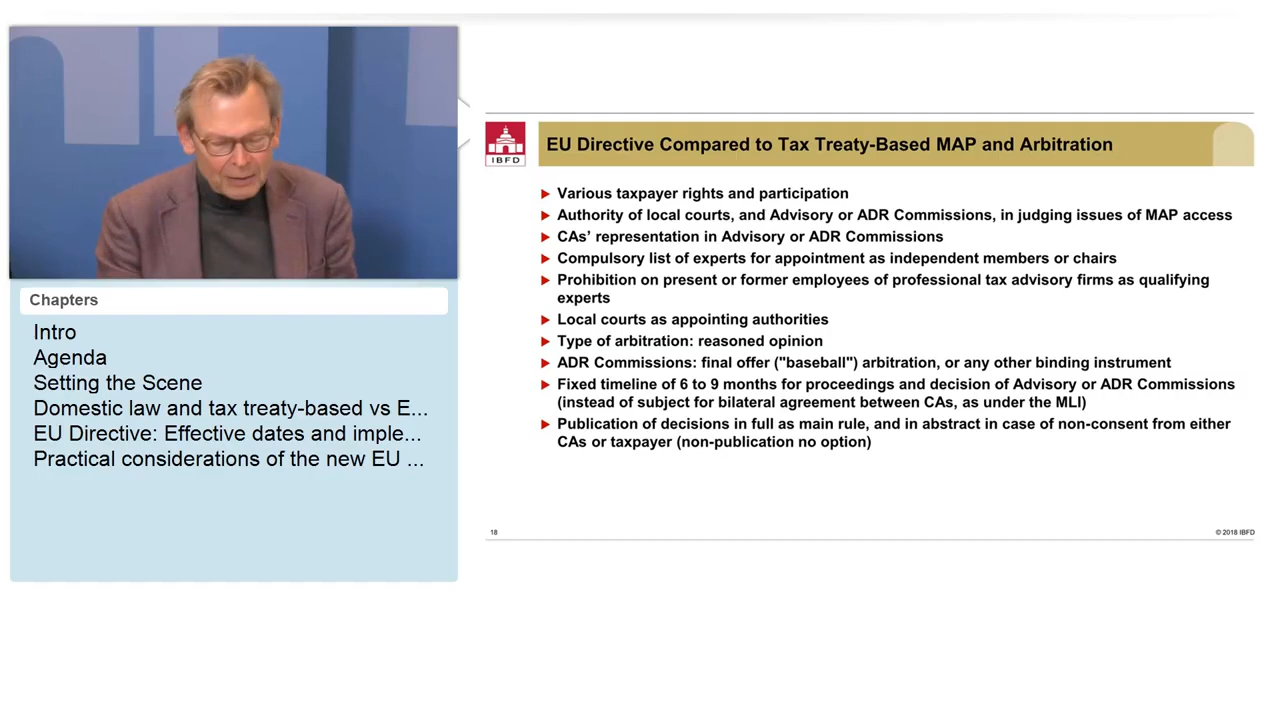 Chapters
Intro
Agenda
Setting the Scene
Domestic law and tax treaty-based vs E...
EU Directive: Effective dates and imple...
Practical considerations of the new EU ...
IBFD
EU Directive Compared to Tax Treaty-Based MAP and Arbitration
Various taxpayer rights and participation
Authority of local courts, and Advisory or ADR Commissions, in judging issues of MAP access
CAs' representation in Advisory or ADR Commissions
Compulsory list of experts for appointment as independent members or chairs
Prohibition on present or former employees of professional tax advisory firms as qualifying
experts
Local courts as appointing authorities
Type of arbitration: reasoned opinion
ADR Commissions: final offer ("baseball") arbitration, or any other binding instrument
Fixed timeline of 6 to 9 months for proceedings and decision of Advisory or ADR Commissions
(instead of subject for bilateral agreement between CAs, as under the MLI)
Publication of decisions in full as main rule, and in abstract in case of non-consent from either
CAs or taxpayer (non-publication no option)
18
© 2018 IBFD